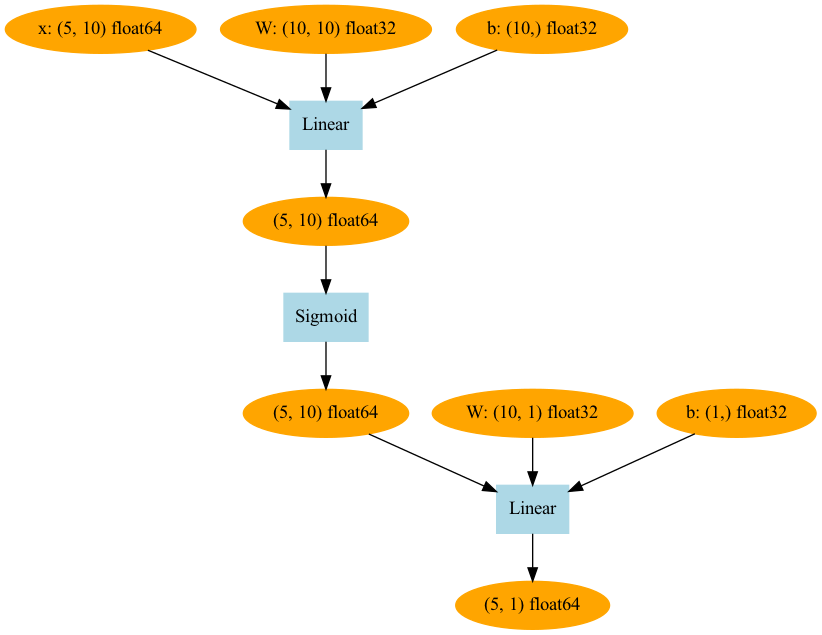 x: (5, 10) float64
W: (10, 10) float32
b: (10,) float32
Linear
(5, 10) float64
Sigmoid
(5, 10) float64
W: (10, 1) float32
b: (1,) float32
Linear
(5, 1) float64